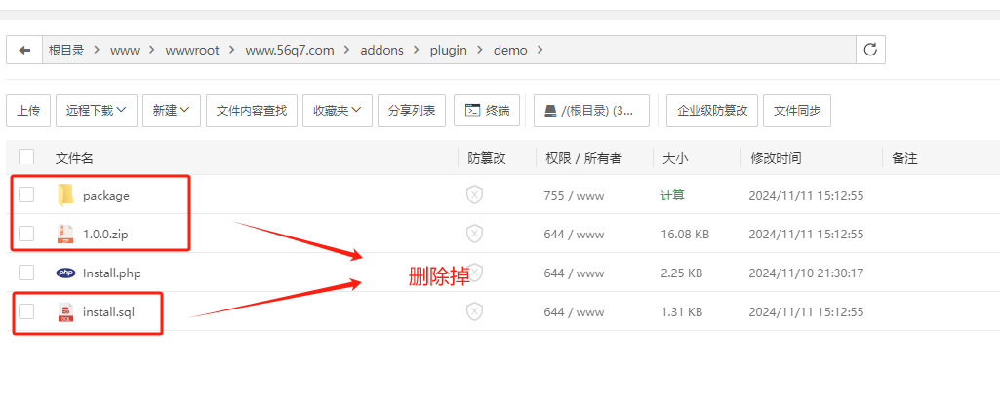 根目录 > www > wwwroot > www.56q7.com > addons > plugin > demo >
上传 远程下载 新建 文件内容查找 收藏夹 分享列表 终端 /(根目录) (3... 企业级防篡改 文件同步
文件名 防篡改 权限 / 所有者 大小 修改时间 备注
package 755 / www 计算 2024/11/11 15:12:55
1.0.0.zip 644 / www 16.08 KB 2024/11/11 15:12:55
php Install.php 644 / www 2.25 KB 2024/11/10 21:30:17
删除掉
SQL install.sql 644 / www 1.31 KB 2024/11/11 15:12:55